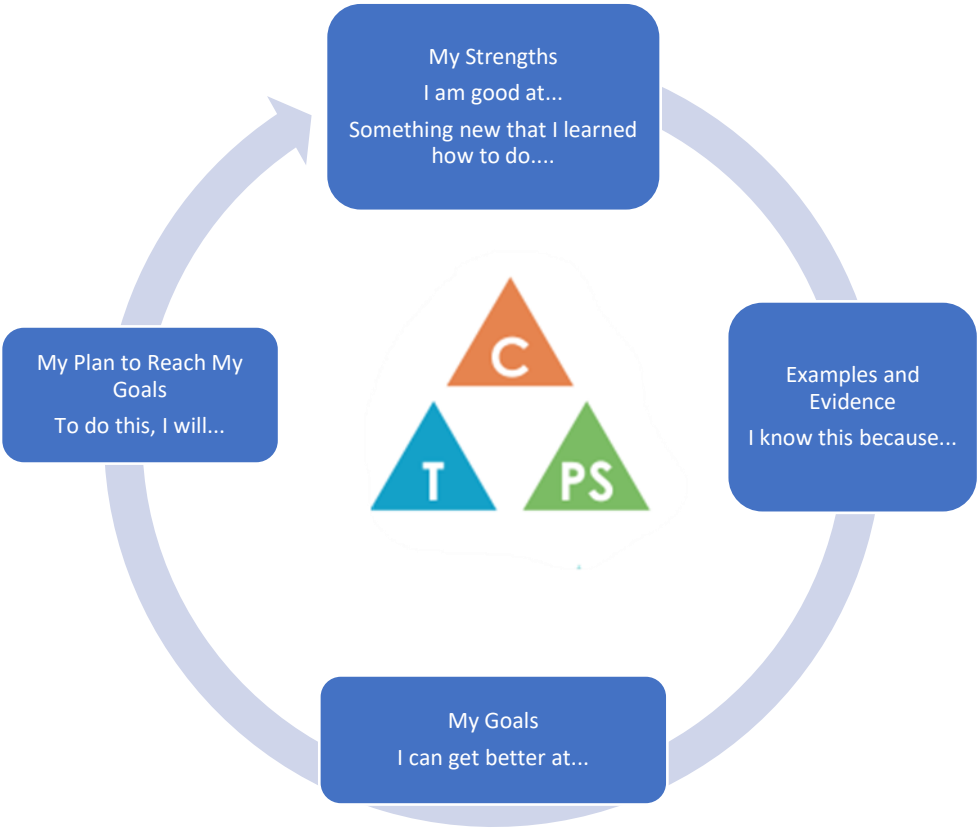 My Strengths
I am good at...
Something new that I learned
how to do....
Examples and
Evidence
I know this because...
My Goals
I can get better at...
My Plan to Reach My
Goals
To do this, I will...
C
T
PS